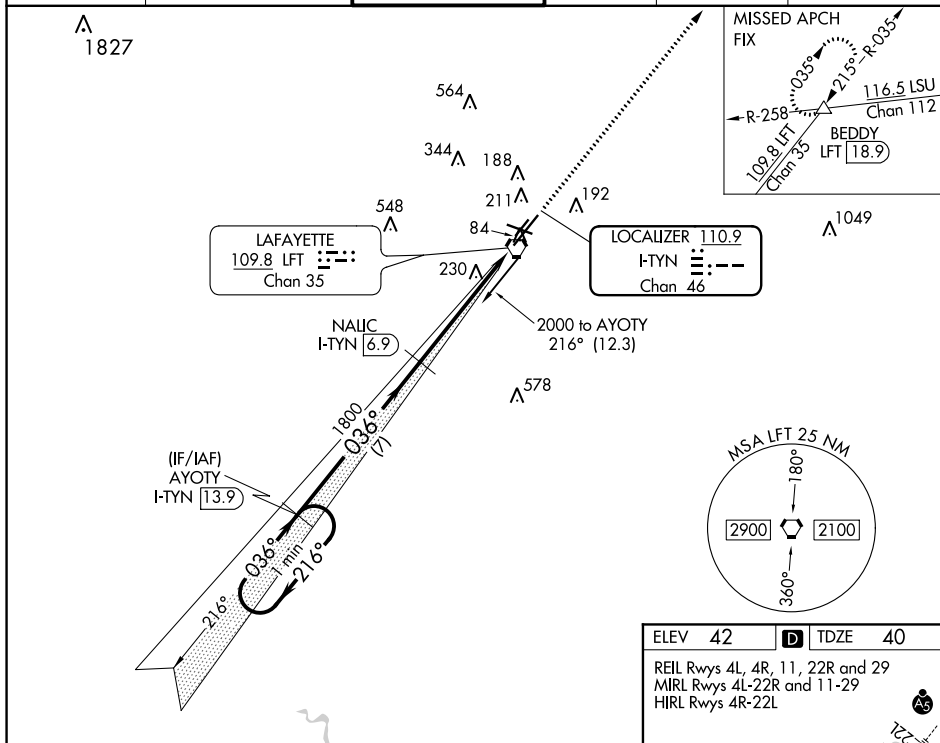 1827
564
344
188
211
192
548
84
230
LAFAYETTE
109.8 LFT
Chan 35
LOCALIZER 110.9
I-TYN
Chan 46
1049
MISSED APCH
FIX
035°
215°
R-035
R-258
116.5 LSU
Chan 112
109.8 LFT
Chan 35
BEDDY
LFT 18.9
NALIC
I-TYN 6.9
2000 to AYOTY
216° (12.3)
578
1800
036°
(7)
(IF/IAF)
AYOTY
I-TYN 13.9
036°
1 min
216°
216°
MSA LFT 25 NM
180°
2900
2100
360°
ELEV 42 D TDZE 40
REIL Rwys 4L, 4R, 11, 22R and 29
MIRL Rwys 4L-22R and 11-29
HIRL Rwys 4R-22L
A5
22L